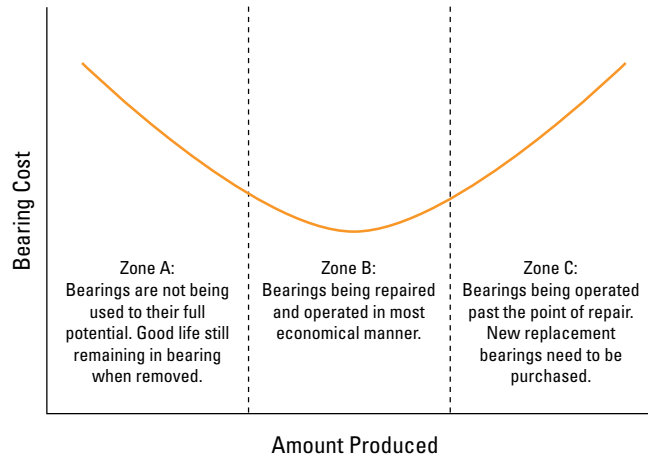 Bearing Cost
Zone A:
Bearings are not being
used to their full
potential. Good life still
remaining in bearing
when removed.
Zone B:
Bearings being repaired
and operated in most
economical manner.
Zone C:
Bearings being operated
past the point of repair.
New replacement
bearings need to be
purchased.
Amount Produced